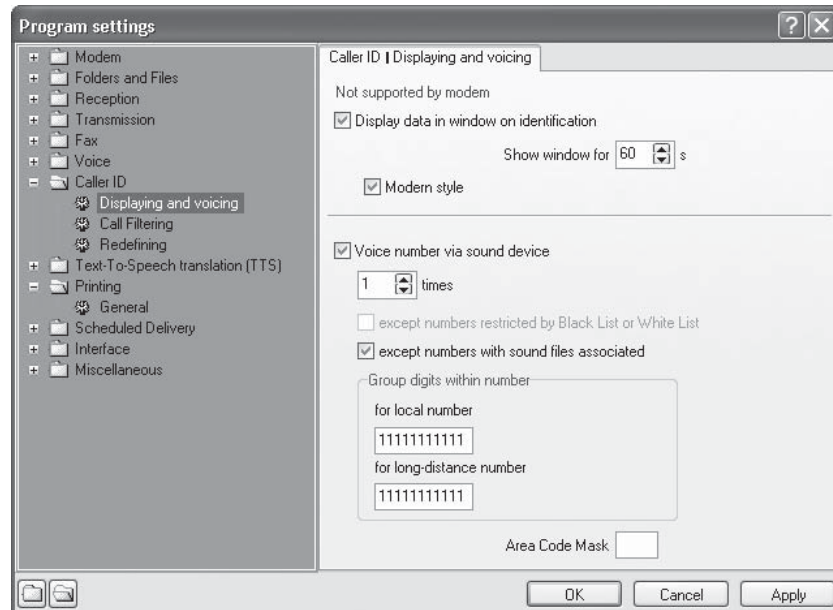 Program settings
Modem
Folders and Files
Reception
Transmission
Fax
Voice
Caller ID
Displaying and voicing
Call Filtering
Redefining
Text-To-Speech translation (TTS)
Printing
General
Scheduled Delivery
Interface
Miscellaneous
Caller ID | Displaying and voicing
Not supported by modem
Display data in window on identification
Show window for 60 s
Modern style
Voice number via sound device
1 times
except numbers restricted by Black List or White List
except numbers with sound files associated
Group digits within number
for local number
11111111111
for long-distance number
11111111111
Area Code Mask
OK Cancel Apply